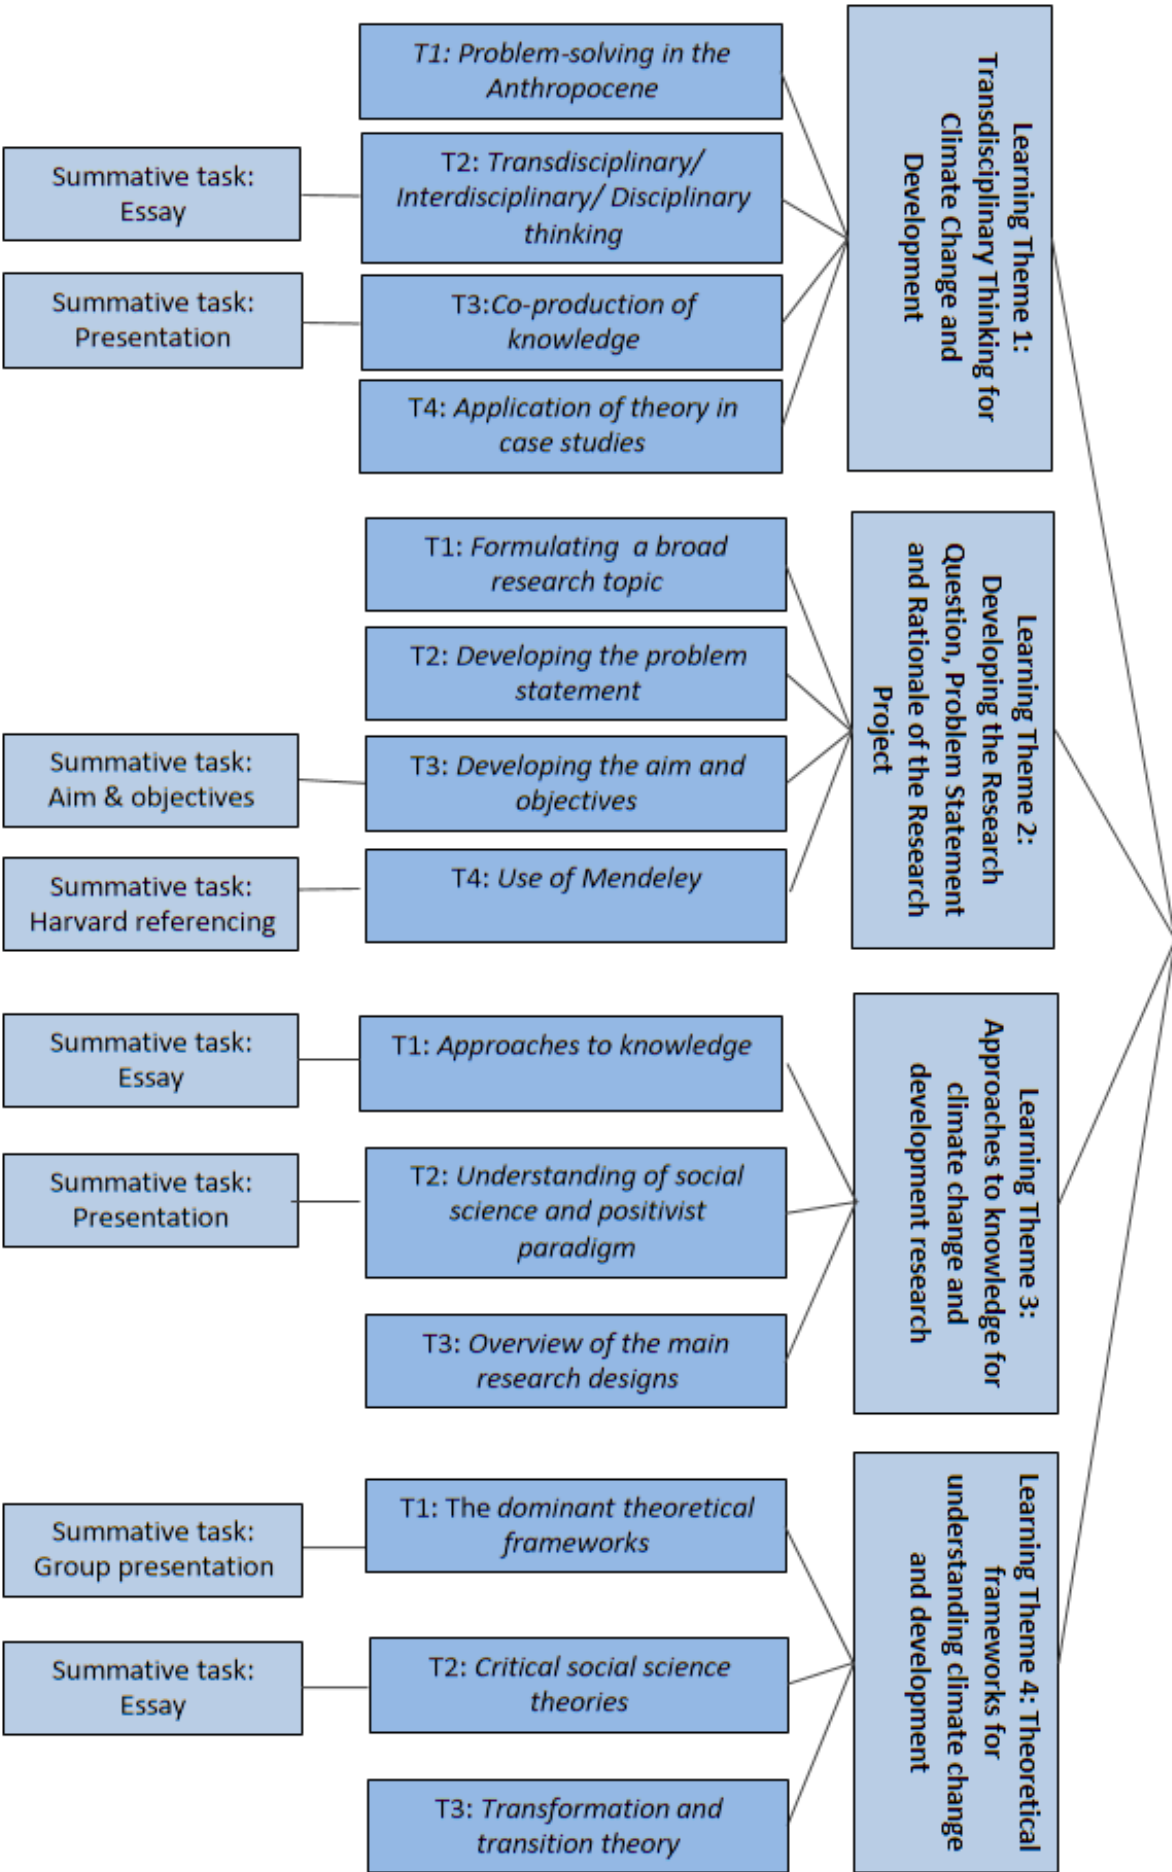 Learning Theme 1:
Transdisciplinary Thinking for
Climate Change and
Development
T1: Problem-solving in the
Anthropocene
T2: Transdisciplinary/
Interdisciplinary/ Disciplinary
thinking
Summative task:
Essay
T3:Co-production of
knowledge
Summative task:
Presentation
T4: Application of theory in
case studies
Learning Theme 2:
Developing the Research
Question, Problem Statement
and Rationale of the Research
Project
T1: Formulating a broad
research topic
T2: Developing the problem
statement
T3: Developing the aim and
objectives
Summative task:
Aim & objectives
T4: Use of Mendeley
Summative task:
Harvard referencing
Learning Theme 3:
Approaches to knowledge for
climate change and
development research
T1: Approaches to knowledge
Summative task:
Essay
T2: Understanding of social
science and positivist
paradigm
Summative task:
Presentation
T3: Overview of the main
research designs
Learning Theme 4: Theoretical
frameworks for
understanding climate change
and development
T1: The dominant theoretical
frameworks
Summative task:
Group presentation
T2: Critical social science
theories
Summative task:
Essay
T3: Transformation and
transition theory